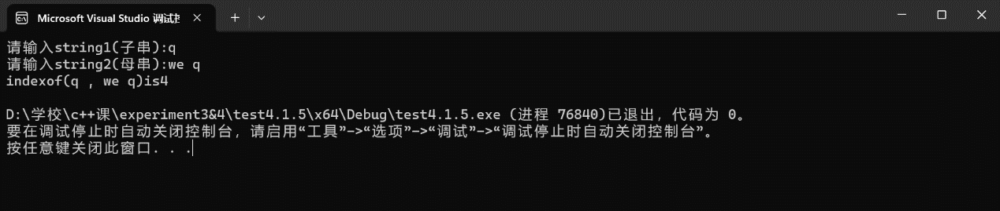 Microsoft Visual Studio 调试控
请输入string1(子串):q
请输入string2(母串):we q
indexof(q , we q)is4
D:\学校\c++课\experiment3&4\test4.1.5\x64\Debug\test4.1.5.exe (进程 76840)已退出，代码为 0。
要在调试停止时自动关闭控制台，请启用“工具”->“选项”->“调试”->“调试停止时自动关闭控制台”。
按任意键关闭此窗口. . .